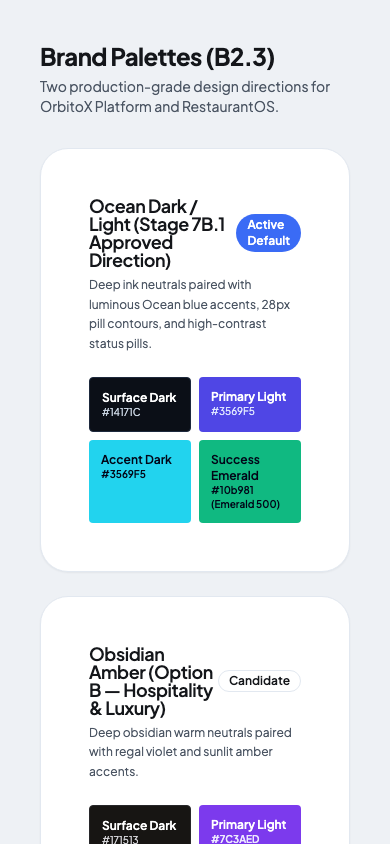 Brand Palettes (B2.3)
Two production-grade design directions for
OrbitoX Platform and RestaurantOS.
Ocean Dark /
Light (Stage 7B.1
Approved
Direction)
Active
Default
Deep ink neutrals paired with
luminous Ocean blue accents, 28px
pill contours, and high-contrast
status pills.
Surface Dark
#14171C
Primary Light
#3569F5
Accent Dark
#3569F5
Success
Emerald
#10b981
(Emerald 500)
Obsidian
Amber (Option
B — Hospitality
& Luxury)
Candidate
Deep obsidian warm neutrals paired
with regal violet and sunlit amber
accents.
Surface Dark
#171513
Primary Light
#7C3AED